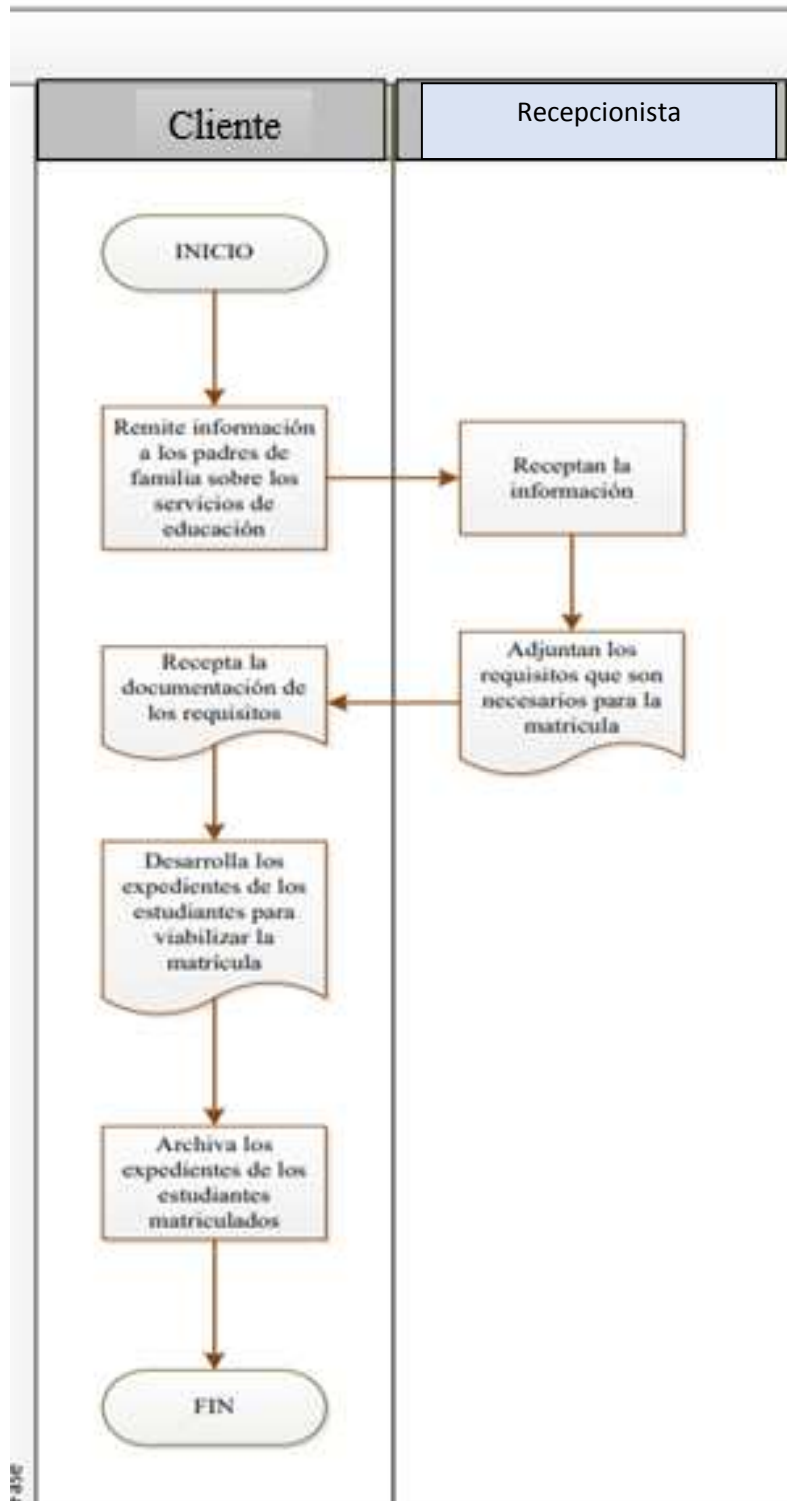 Cliente
Recepcionista
INICIO
Remite información
a los padres de
familia sobre los
servicios de
educación
Receptan la
información
Adjuntan los
requisitos que son
necesarios para la
matricula
Recepta la
documentación de
los requisitos
Desarrolla los
expedientes de los
estudiantes para
viabilizar la
matrícula
Archiva los
expedientes de los
estudiantes
matriculados
FIN
Fase